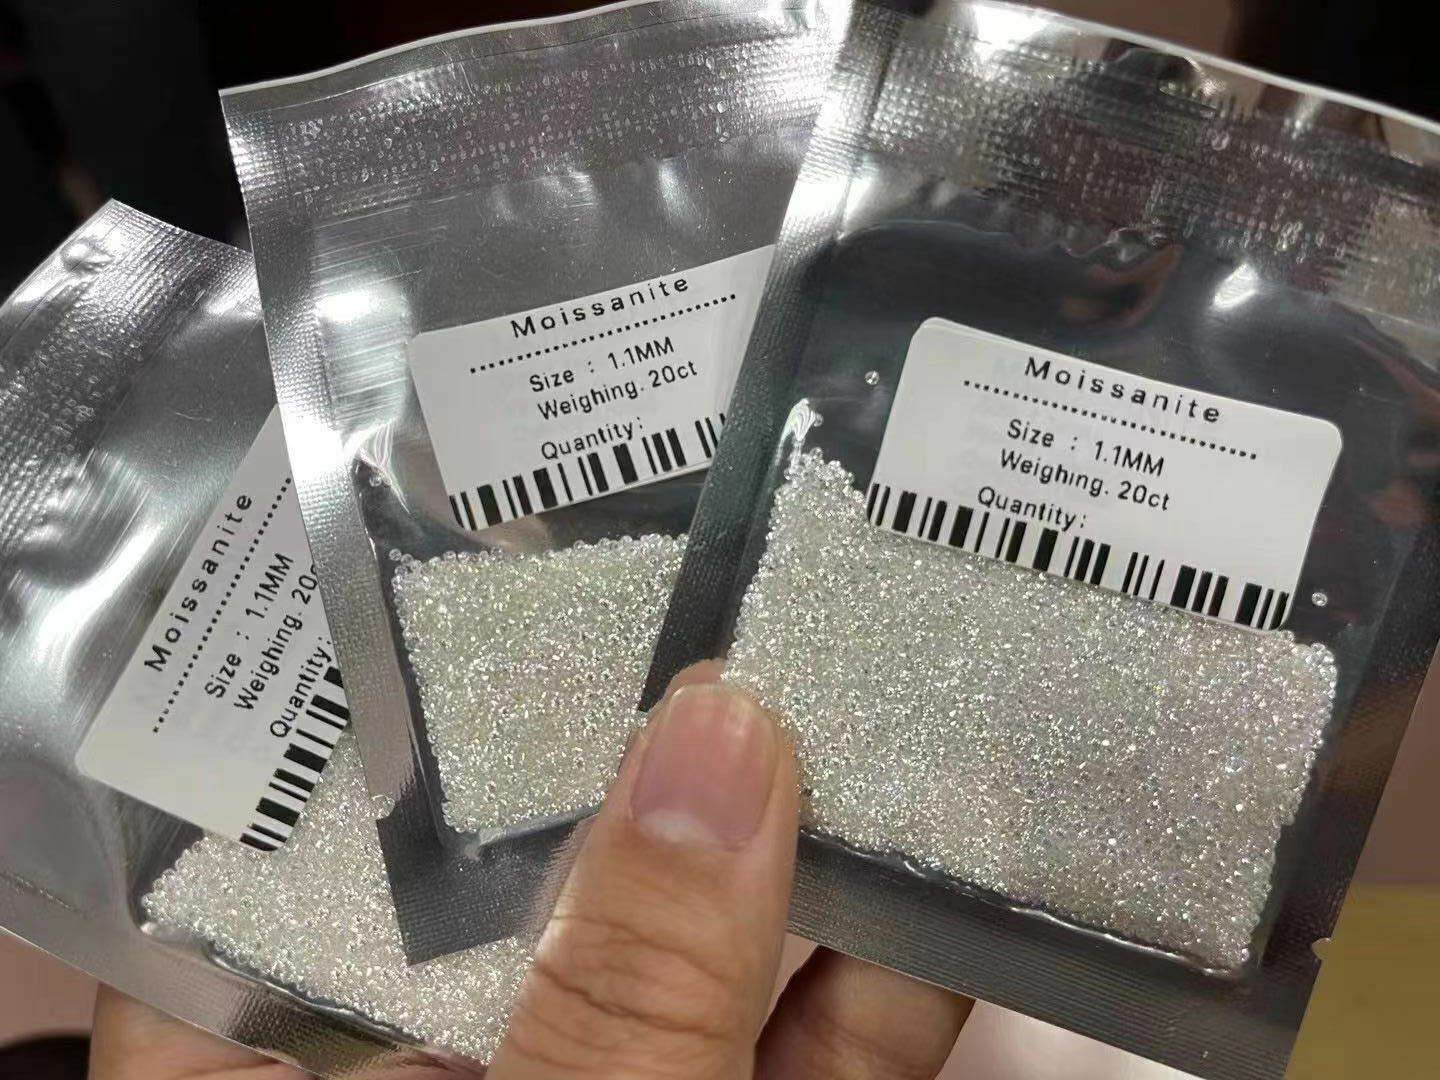 Moissanite
Size : 1.1MM
Weighing. 20
Quantity:
Moissanite
Size : 1.1MM
Weighing. 20ct
Quantity:
Moissanite
Size : 1.1MM
Weighing. 20ct
Quantity: